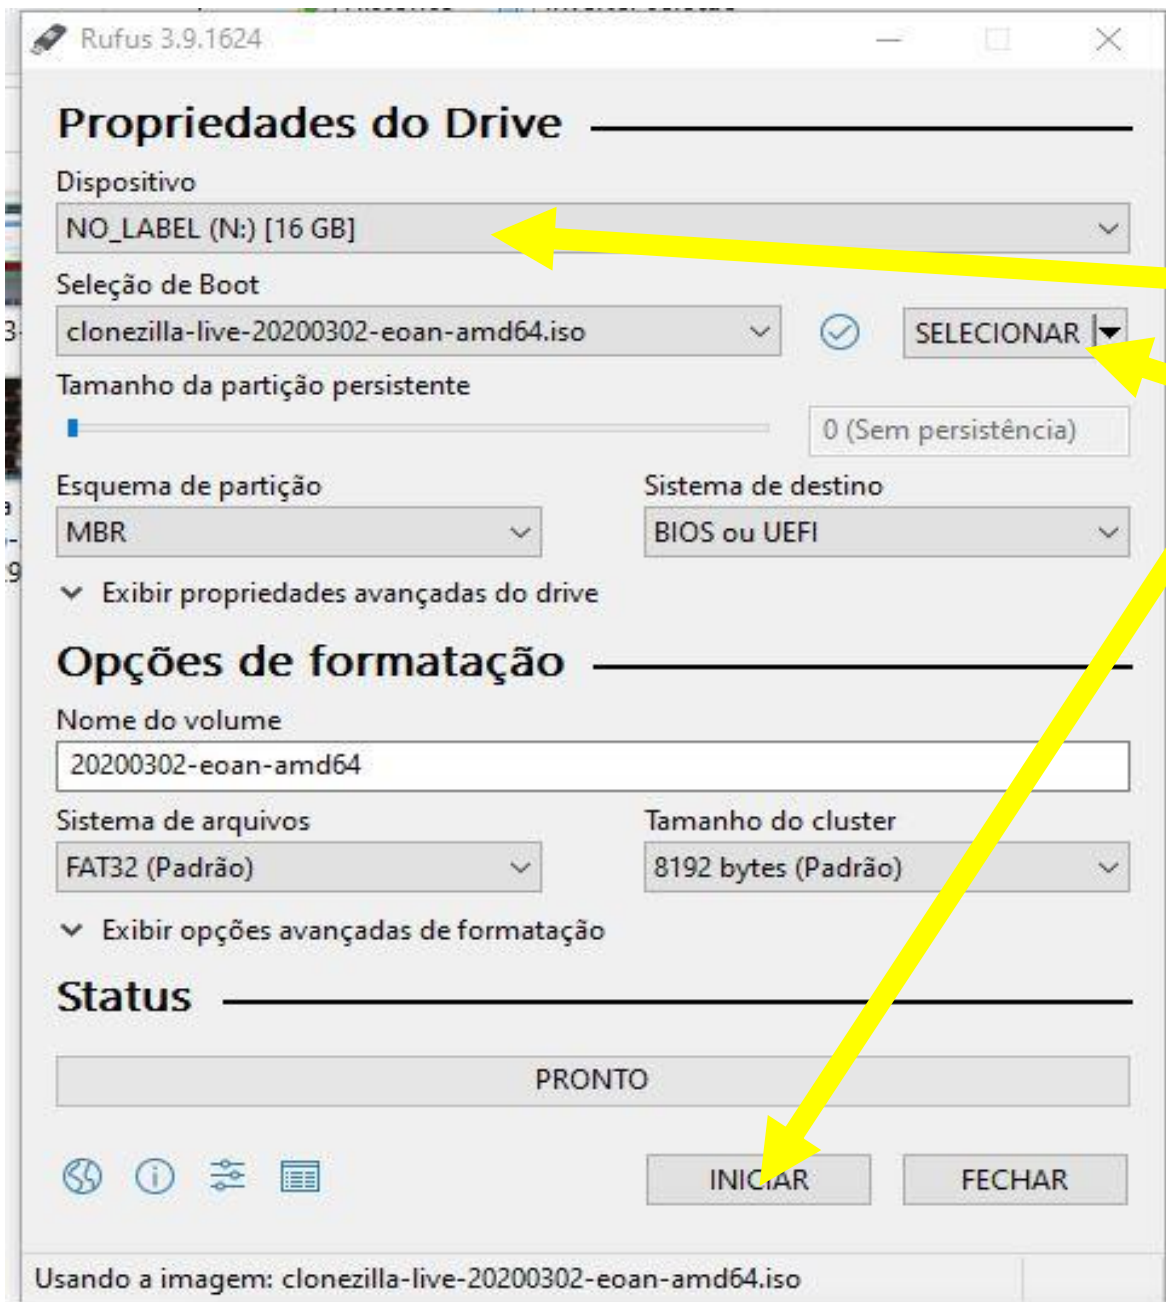 Rufus 3.9.1624
Propriedades do Drive
Dispositivo
NO_LABEL (N:) [16 GB]
Seleção de Boot
clonezilla-live-20200302-eoan-amd64.iso
SELECIONAR
Tamanho da partição persistente
0 (Sem persistência)
Esquema de partição
Sistema de destino
MBR
BIOS ou UEFI
Exibir propriedades avançadas do drive
Opções de formatação
Nome do volume
20200302-eoan-amd64
Sistema de arquivos
Tamanho do cluster
FAT32 (Padrão)
8192 bytes (Padrão)
Exibir opções avançadas de formatação
Status
PRONTO
INICIAR
FECHAR
Usando a imagem: clonezilla-live-20200302-eoan-amd64.iso